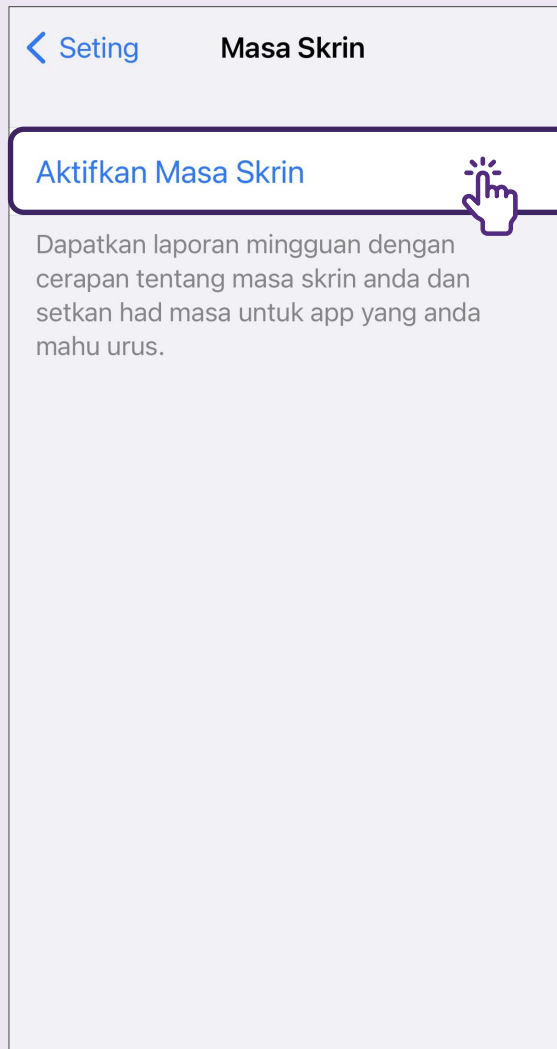 Seting
Masa Skrin
Aktifkan Masa Skrin
Dapatkan laporan mingguan dengan
cerapan tentang masa skrin anda dan
setkan had masa untuk app yang anda
mahu urus.